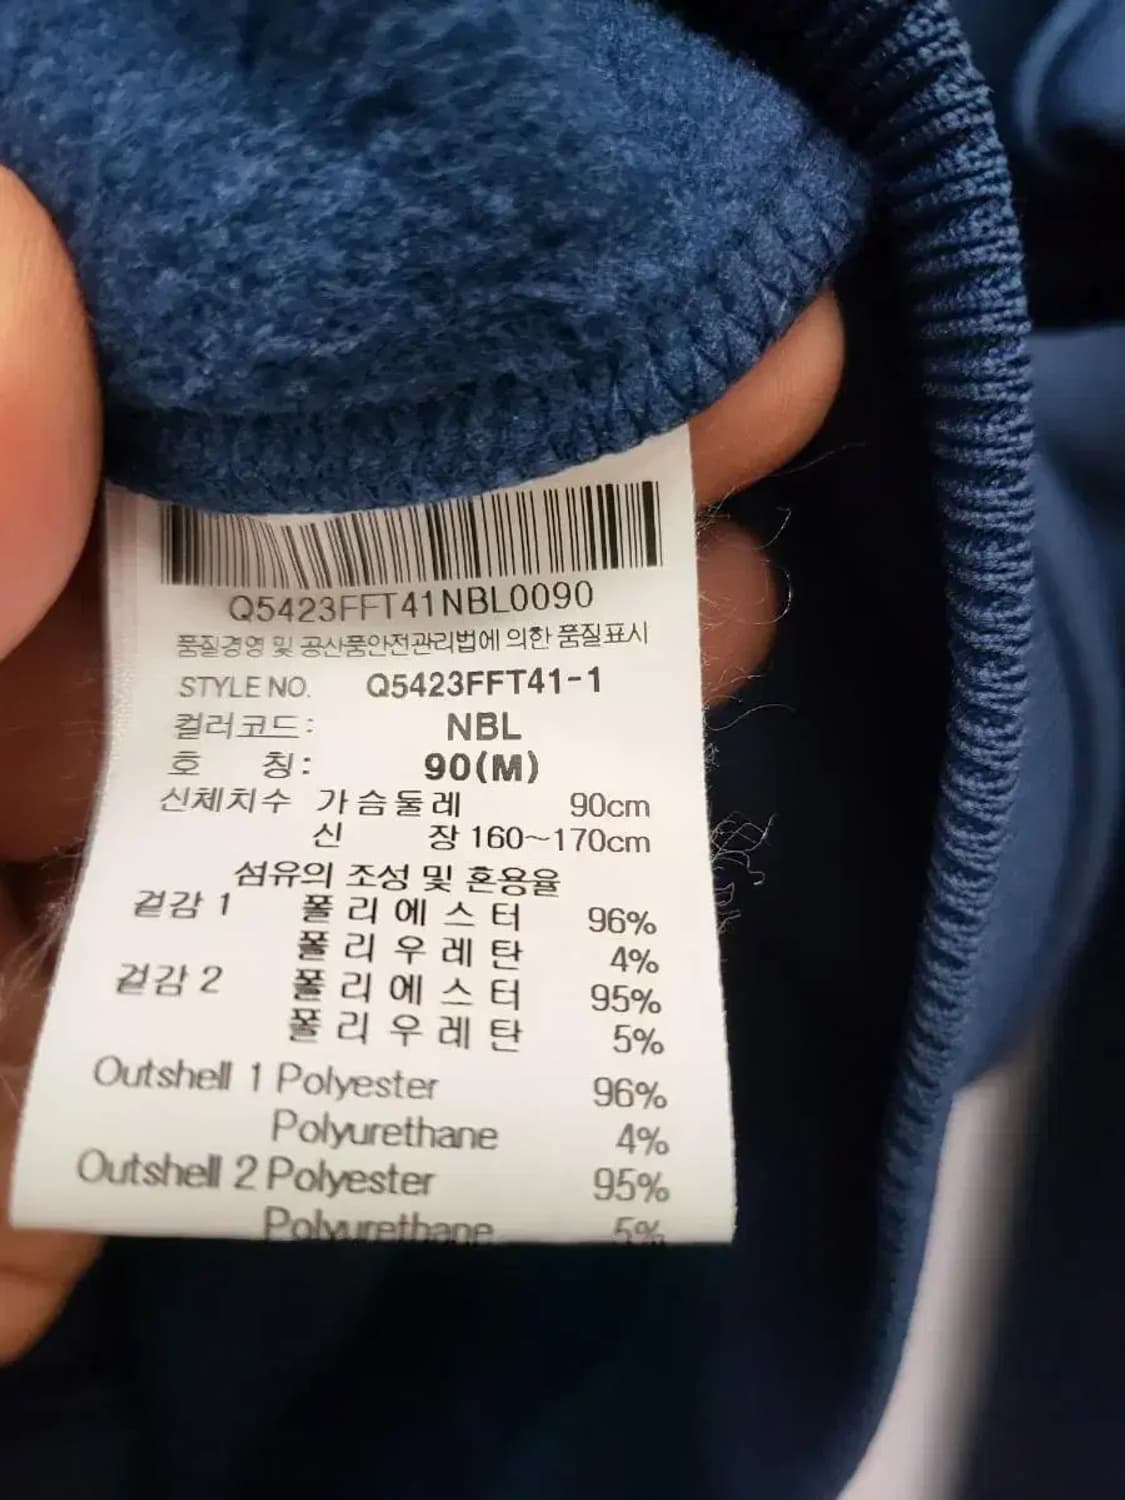 Q5423FFT41NBL0090
품질경영 및 공산품안전관리법에 의한 품질표시
STYLE NO. Q5423FFT41-1
컬러코드: NBL
호 칭: 90(M)
신체치수 가슴둘레 90cm
신 장 160~170cm
섬유의 조성 및 혼용율
겉감 1 폴리에스터 96%
폴리우레탄 4%
겉감 2 폴리에스터 95%
폴리우레탄 5%
Outshell 1 Polyester 96%
Polyurethane 4%
Outshell 2 Polyester 95%
Polyurethane 5%